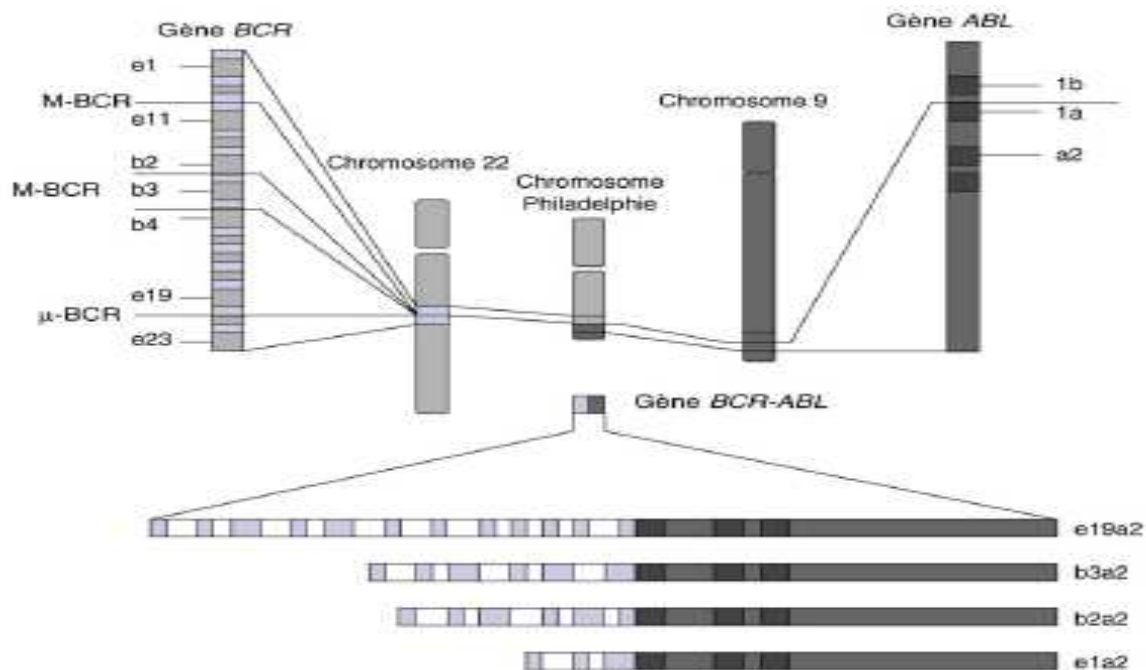 Gène BCR
e1
M-BCR
e11
b2
M-BCR
b3
b4
e19
µ-BCR
e23
Chromosome 22
Chromosome
Philadelphie
Chromosome 9
Gène ABL
1b
1a
a2
Gène BCR-ABL
e19a2
b3a2
b2a2
e1a2